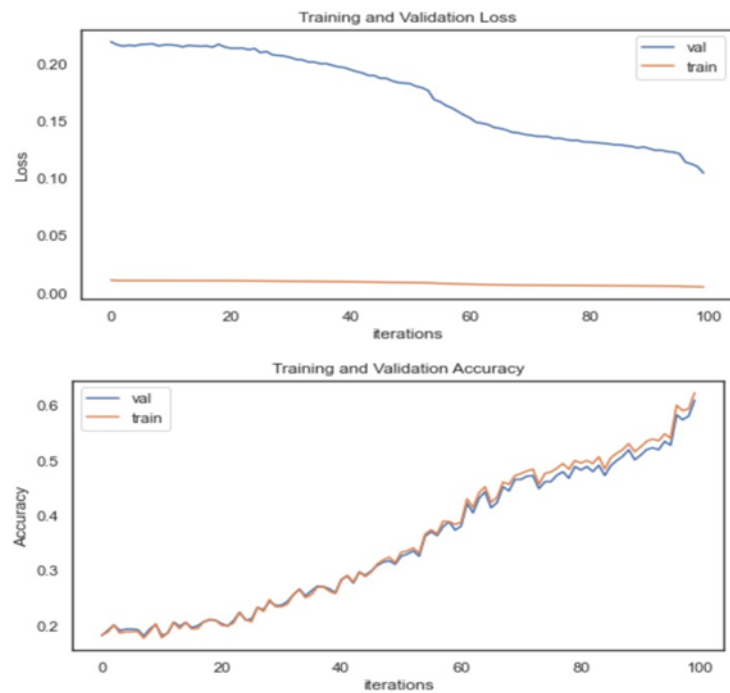 Training and Validation Loss
val
train
0.20
0.15
0.10
0.05
0.00
Loss
0 20 40 60 80 100
iterations
Training and Validation Accuracy
val
train
0.6
0.5
0.4
0.3
0.2
Accuracy
0 20 40 60 80 100
iterations